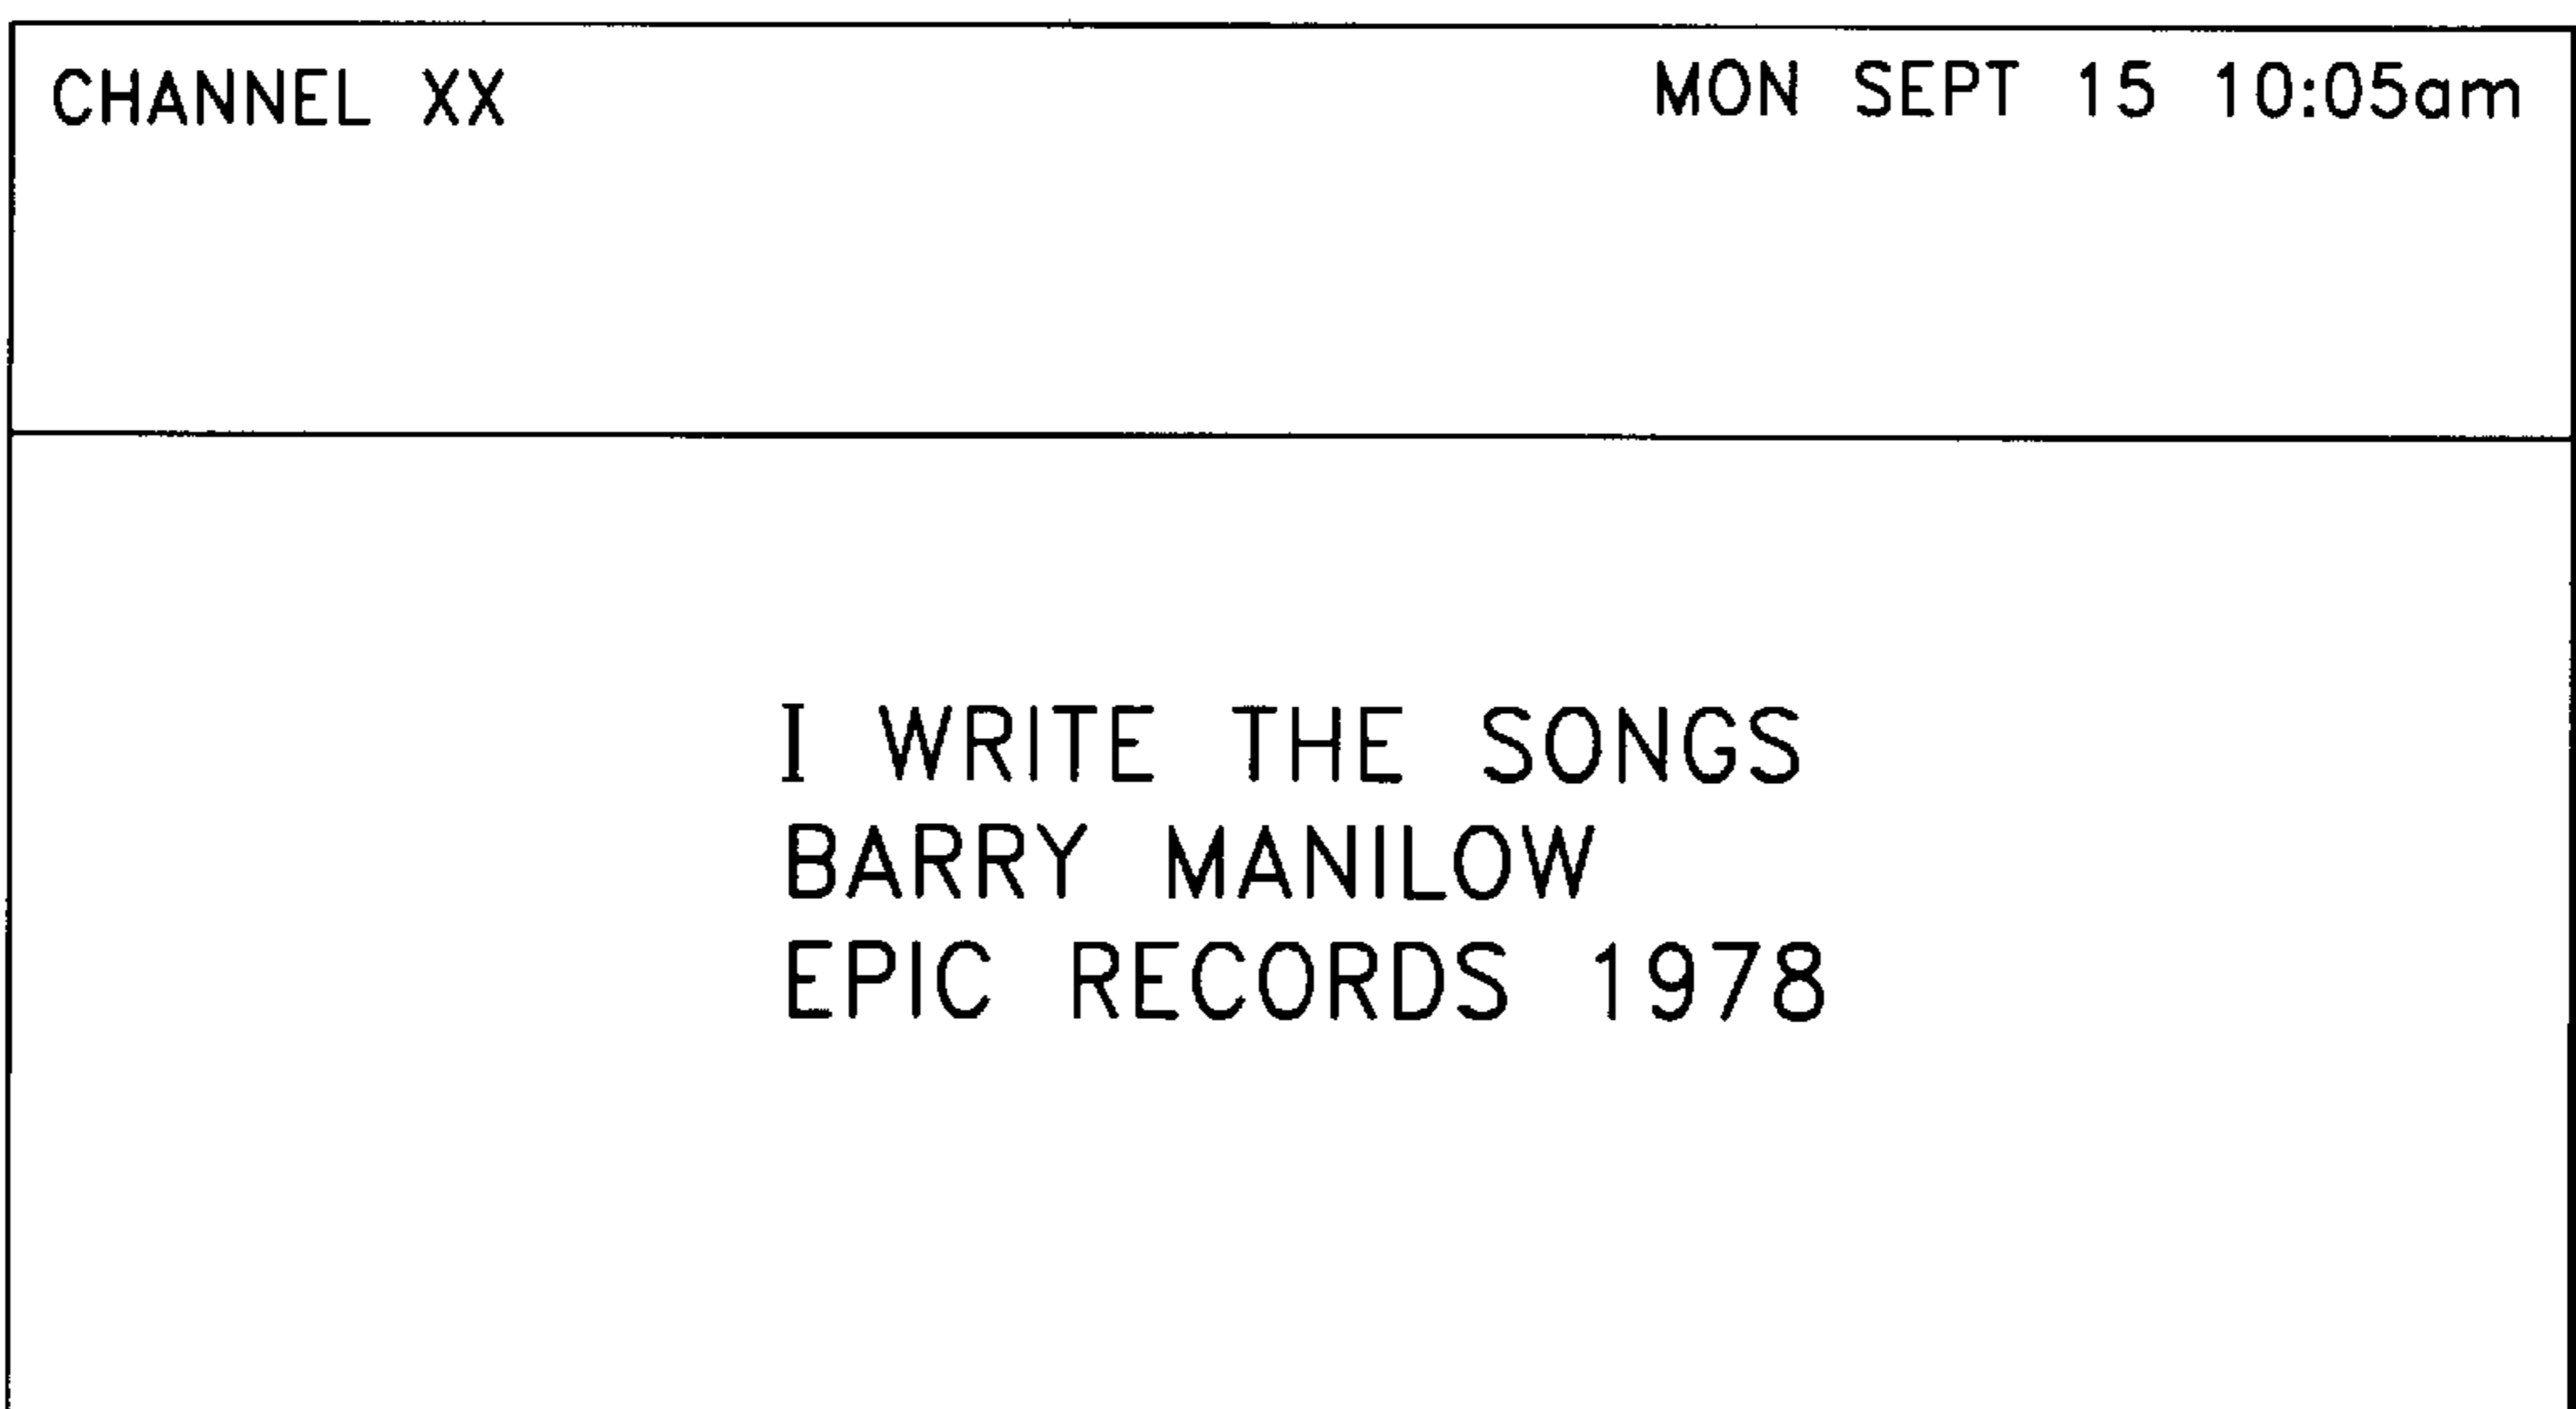 CHANNEL XX
MON SEPT 15 10:05am
I WRITE THE SONGS
BARRY MANILOW
EPIC RECORDS 1978